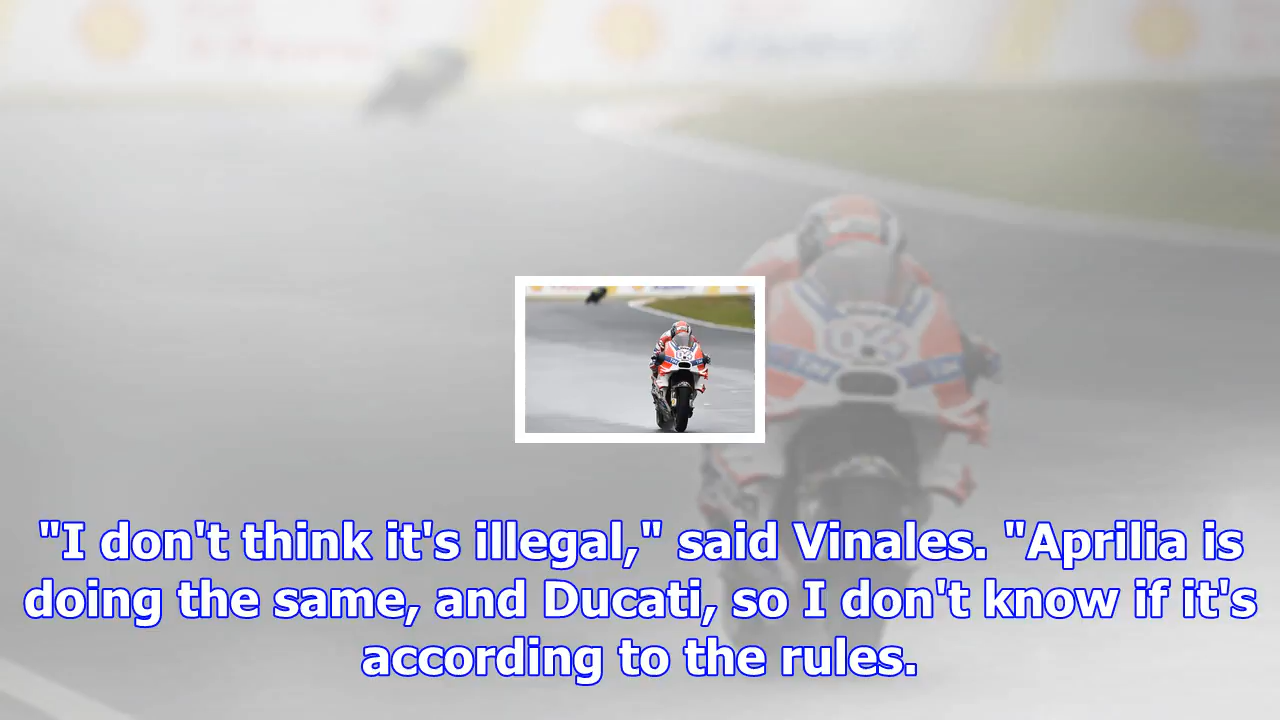 04
"I don't think it's illegal," said Vinales. "Aprilia is
doing the same, and Ducati, so I don't know if it's
according to the rules.